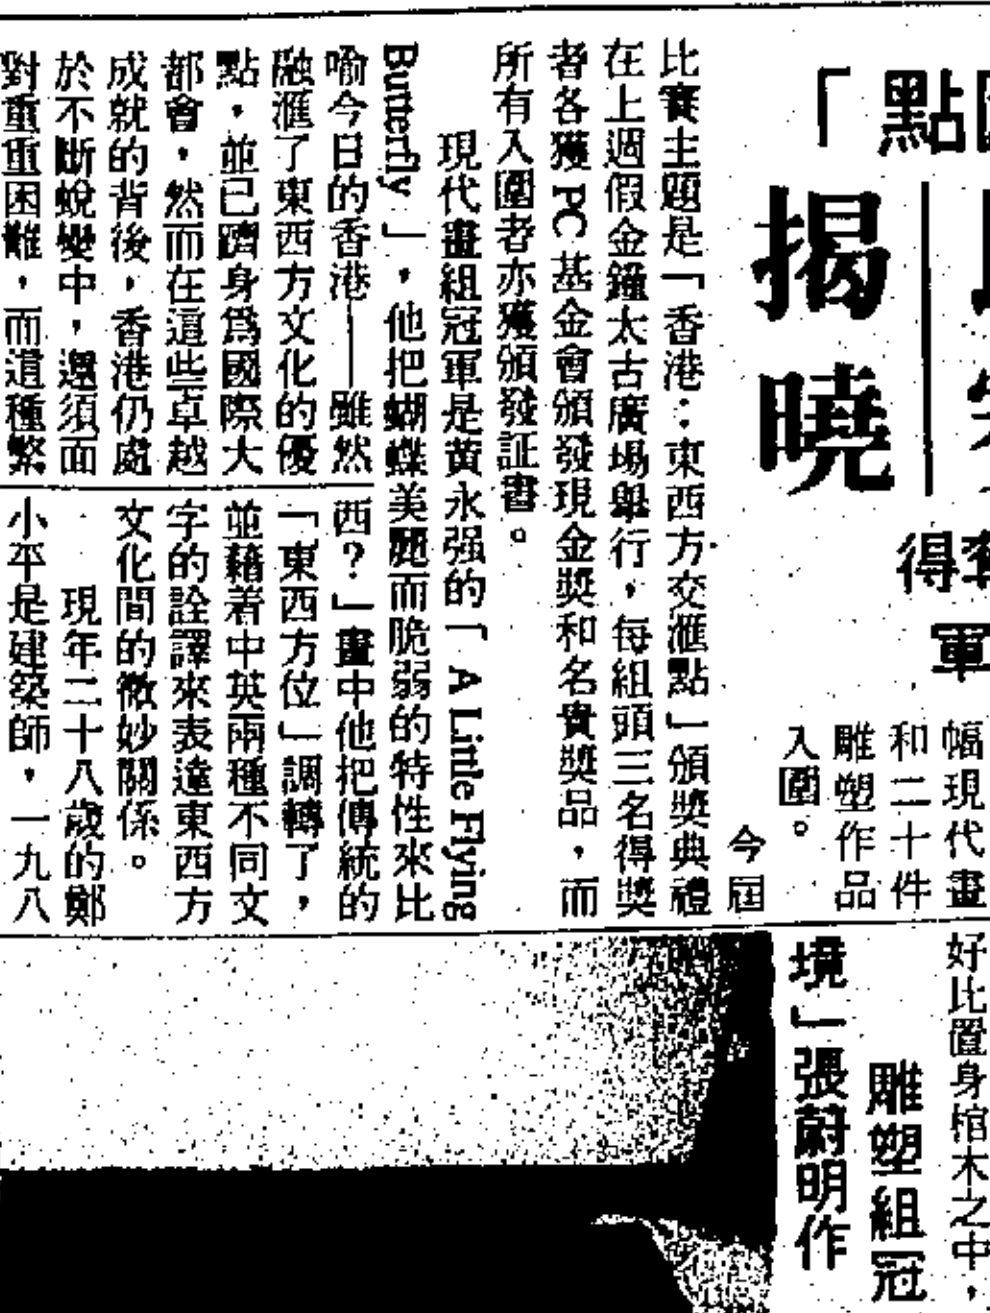 點「
揭曉
得
軍
幅現代畫
和二十件
雕塑作品
入圍。
今屆
比賽主題是「香港：東西方交滙點」頒獎典禮
在上週假金鐘太古廣場舉行，每組頭三名得獎
者各獲PC基金會頒發現金獎和名貴獎品，而
所有入圍者亦獲頒發証書。
現代畫組冠軍是黃永强的「A Little Flying
Butterfly」，他把蝴蝶美麗而脆弱的特性來比
喻今日的香港——雖然
融滙了東西方文化的優
點，並已躋身爲國際大
都會，然而在這些卓越
成就的背後，香港仍處
於不斷蛻變中，還須面
對重重困難，而這種繁
西？」畫中他把傳統的
「東西方位」調轉了，
並藉着中英兩種不同文
字的詮譯來表達東西方
文化間的微妙關係。
現年二十八歲的鄭
小平是建築師，一九八
好比置身棺木之中，
雕塑組冠
境」張蔚明作